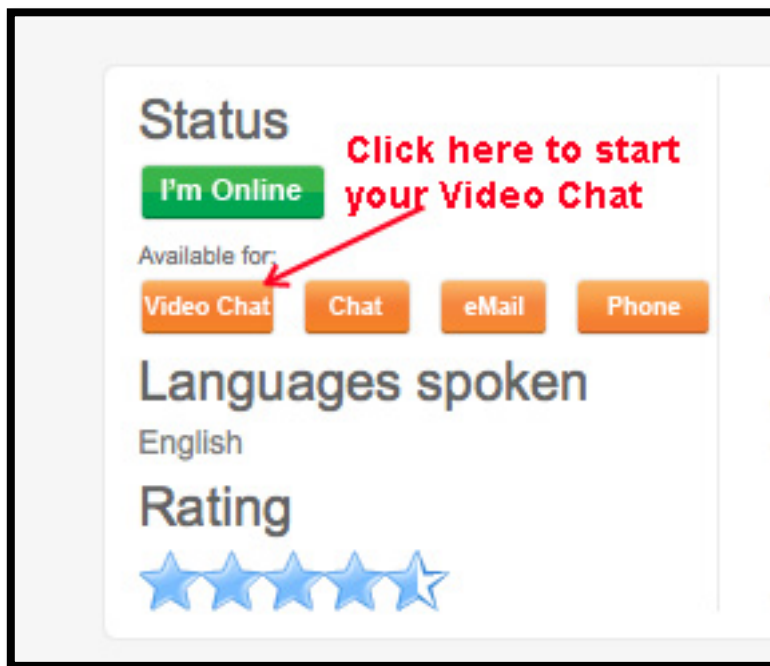 Status
Click here to start
your Video Chat
I'm Online
Available for:
Video Chat Chat eMail Phone
Languages spoken
English
Rating